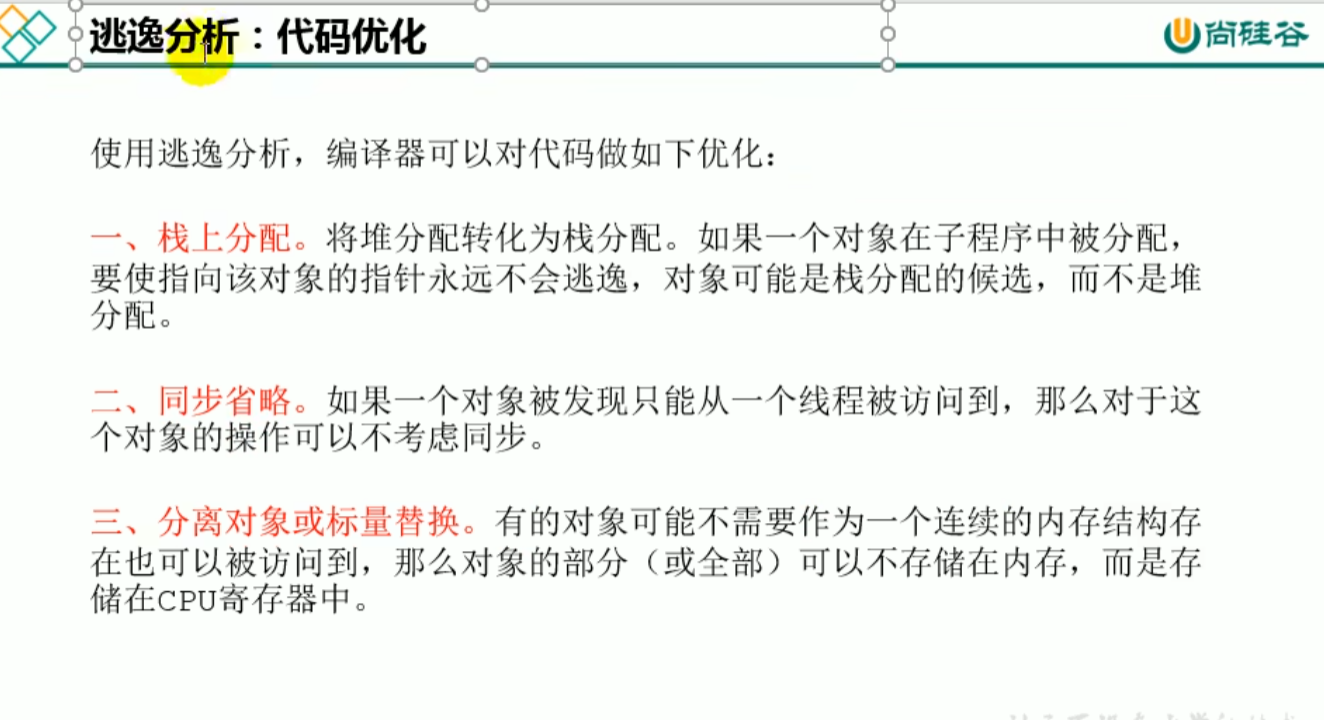 逃逸分析：代码优化
尚硅谷
使用逃逸分析，编译器可以对代码做如下优化：
一、栈上分配。将堆分配转化为栈分配。如果一个对象在子程序中被分配，
要使指向该对象的指针永远不会逃逸，对象可能是栈分配的候选，而不是堆
分配。
二、同步省略。如果一个对象被发现只能从一个线程被访问到，那么对于这
个对象的操作可以不考虑同步。
三、分离对象或标量替换。有的对象可能不需要作为一个连续的内存结构存
在也可以被访问到，那么对象的部分（或全部）可以不存储在内存，而是存
储在CPU寄存器中。